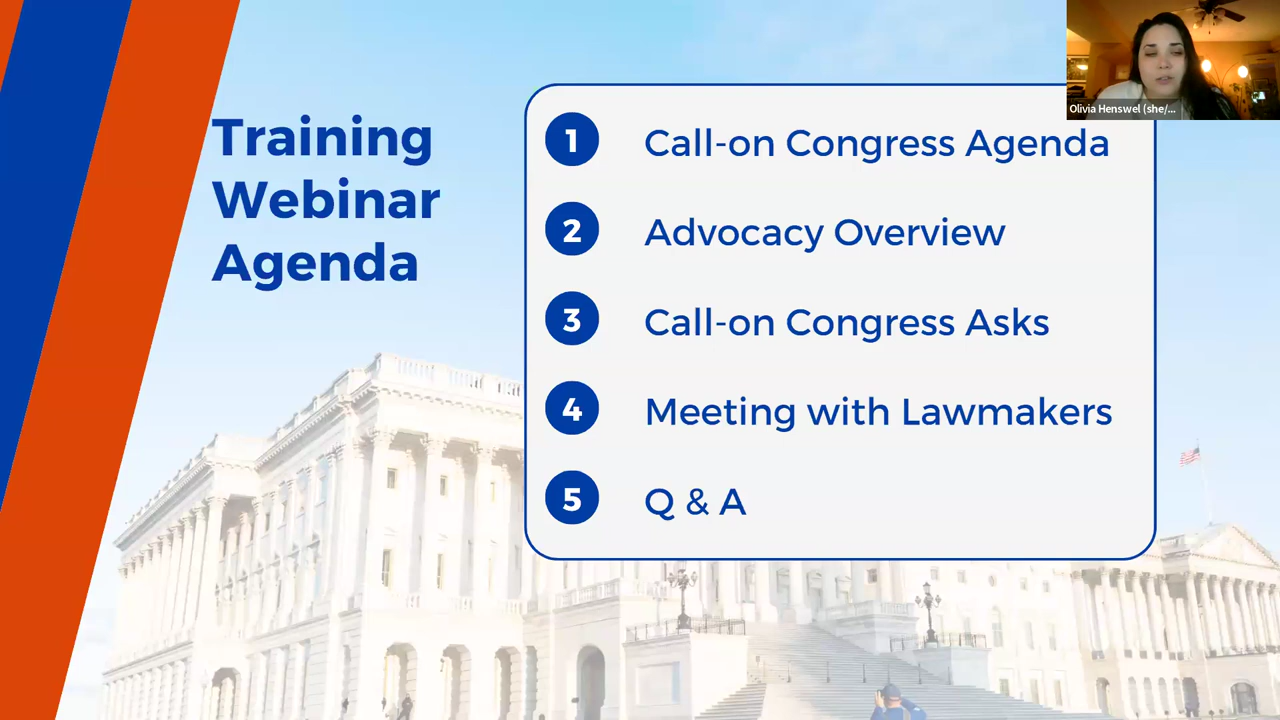 Training
Webinar
Agenda
1 Call-on Congress Agenda
2 Advocacy Overview
3 Call-on Congress Asks
4 Meeting with Lawmakers
5 Q & A
Olivia Henswel (she/...